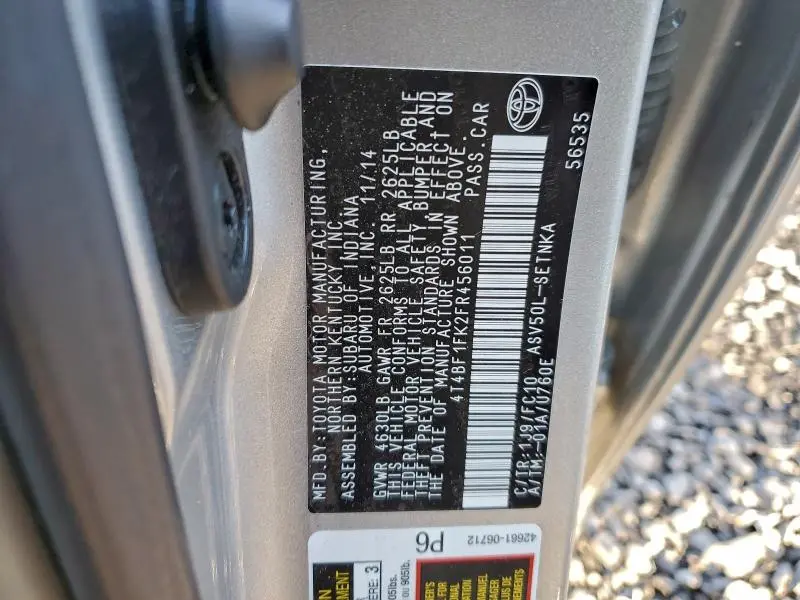 MFD.BY:TOYOTA MOTOR MANUFACTURING,
NORTHERN KENTUCKY INC.
ASSEMBLED BY:SUBARU OF INDIANA
AUTOMOTIVE,INC. 11/14
GVWR 4630LB GAWR FR 2625LB RR 2625LB
THIS VEHICLE CONFORMS TO ALL APPLICABLE
FEDERAL MOTOR VEHICLE SAFETY, BUMPER,AND
THEFT PREVENTION STANDARDS IN EFFECT ON
THE DATE OF MANUFACTURE SHOWN ABOVE.
4T4BF1FK2FR456011 PASS.CAR
C/TR:1J9/FC10 ASV50L-SETNKA
A/TM:-01A/U760E 56535
42661-06712
P6